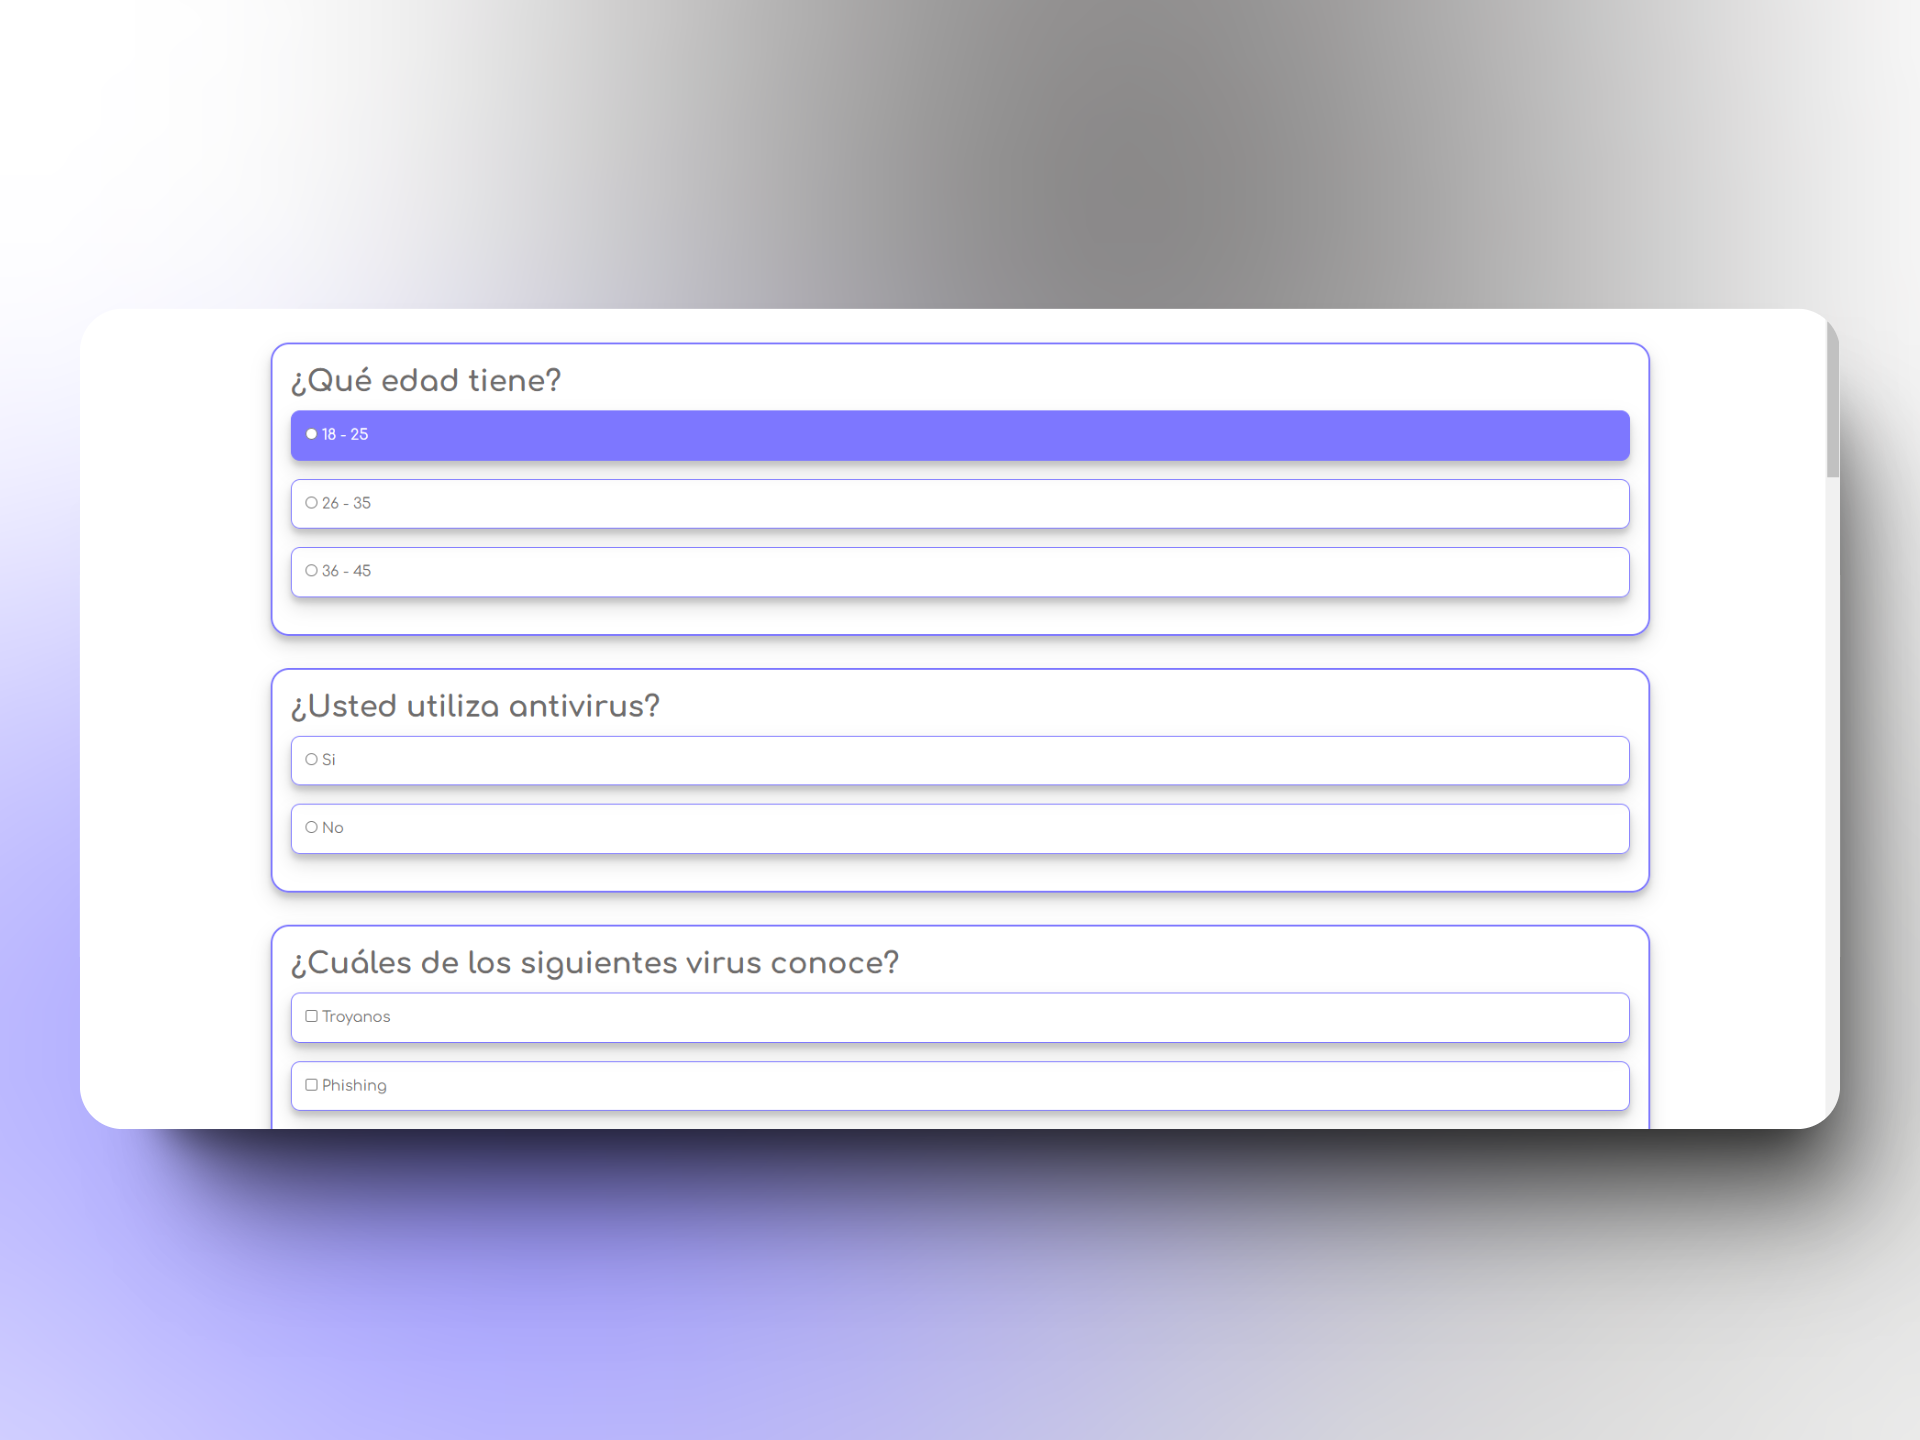 ¿Qué edad tiene?
18 - 25
26 - 35
36 - 45
¿Usted utiliza antivirus?
Si
No
¿Cuáles de los siguientes virus conoce?
Troyanos
Phishing